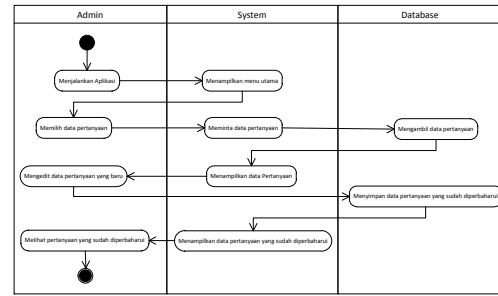 Admin
System
Database
Menjalankan Aplikasi
Menampilkan menu utama
Memilih data pertanyaan
Meminta data pertanyaan
Mengambil data pertanyaan
Mengedit data pertanyaan yang baru
Menampilkan data Pertanyaan
Menyimpan data pertanyaan yang sudah diperbaharui
Melihat pertanyaan yang sudah diperbaharui
Menampilkan data pertanyaan yang sudah diperbaharui